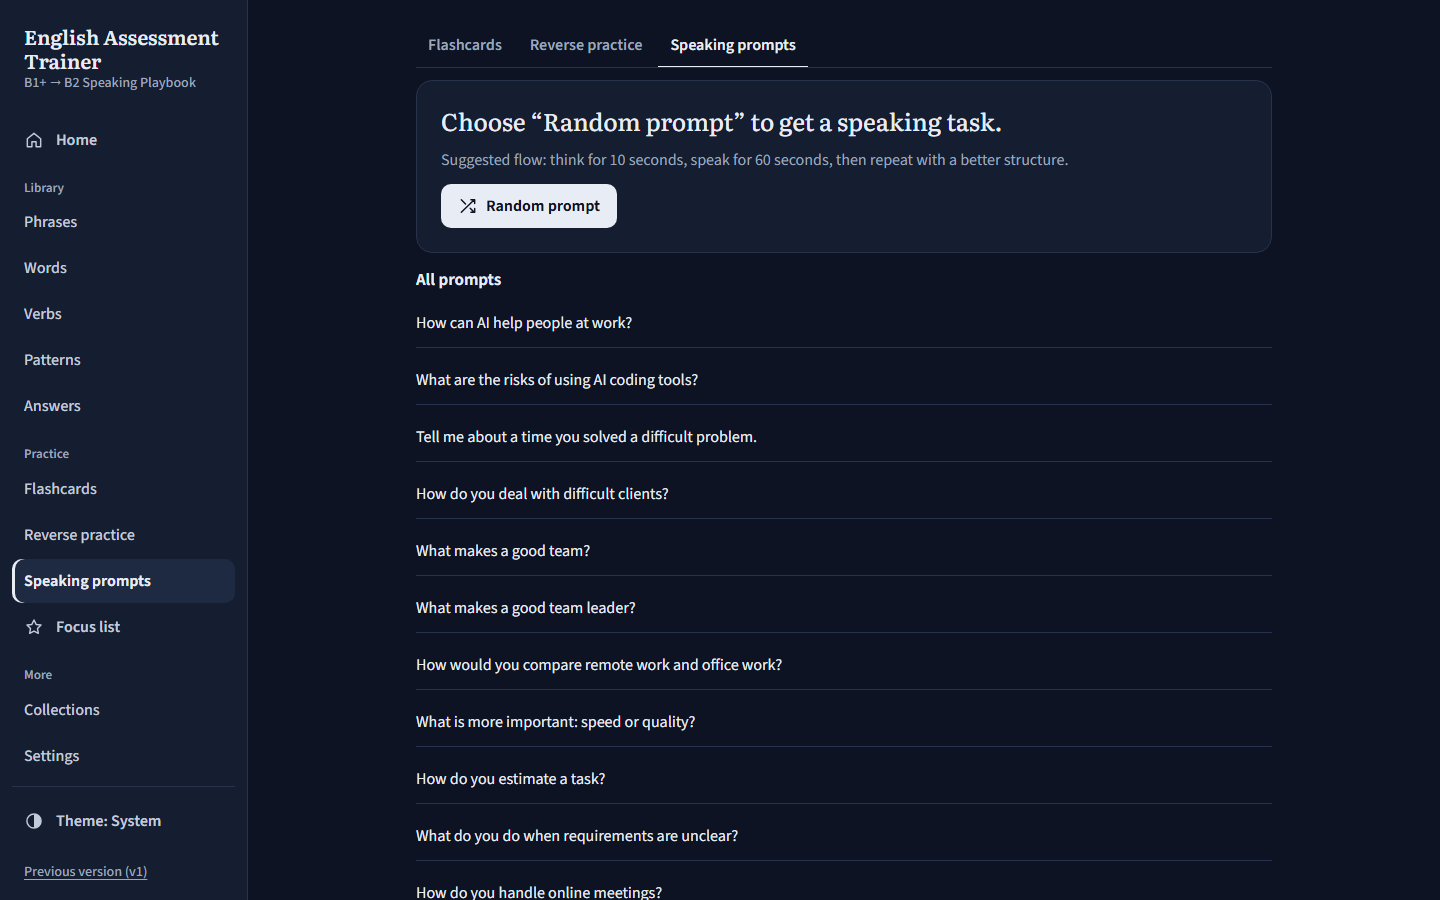 English Assessment
Trainer
B1+ → B2 Speaking Playbook
Home
Library
Phrases
Words
Verbs
Patterns
Answers
Practice
Flashcards
Reverse practice
Speaking prompts
Focus list
More
Collections
Settings
Theme: System
Previous version (v1)
Flashcards
Reverse practice
Speaking prompts
Choose “Random prompt” to get a speaking task.
Suggested flow: think for 10 seconds, speak for 60 seconds, then repeat with a better structure.
Random prompt
All prompts
How can AI help people at work?
What are the risks of using AI coding tools?
Tell me about a time you solved a difficult problem.
How do you deal with difficult clients?
What makes a good team?
What makes a good team leader?
How would you compare remote work and office work?
What is more important: speed or quality?
How do you estimate a task?
What do you do when requirements are unclear?
How do you handle online meetings?